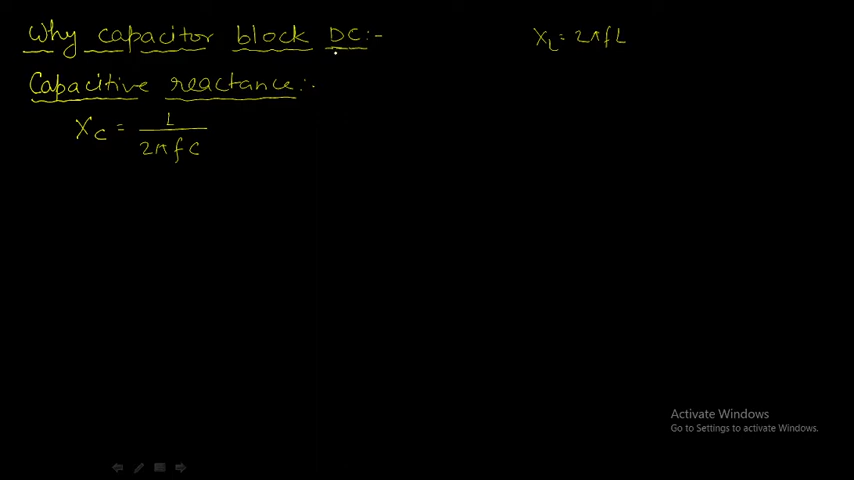 Why capacitor block DC:-
X_L = 2πfL
Capacitive reactance:-
X_C = 1 / 2πfC
Activate Windows
Go to Settings to activate Windows.